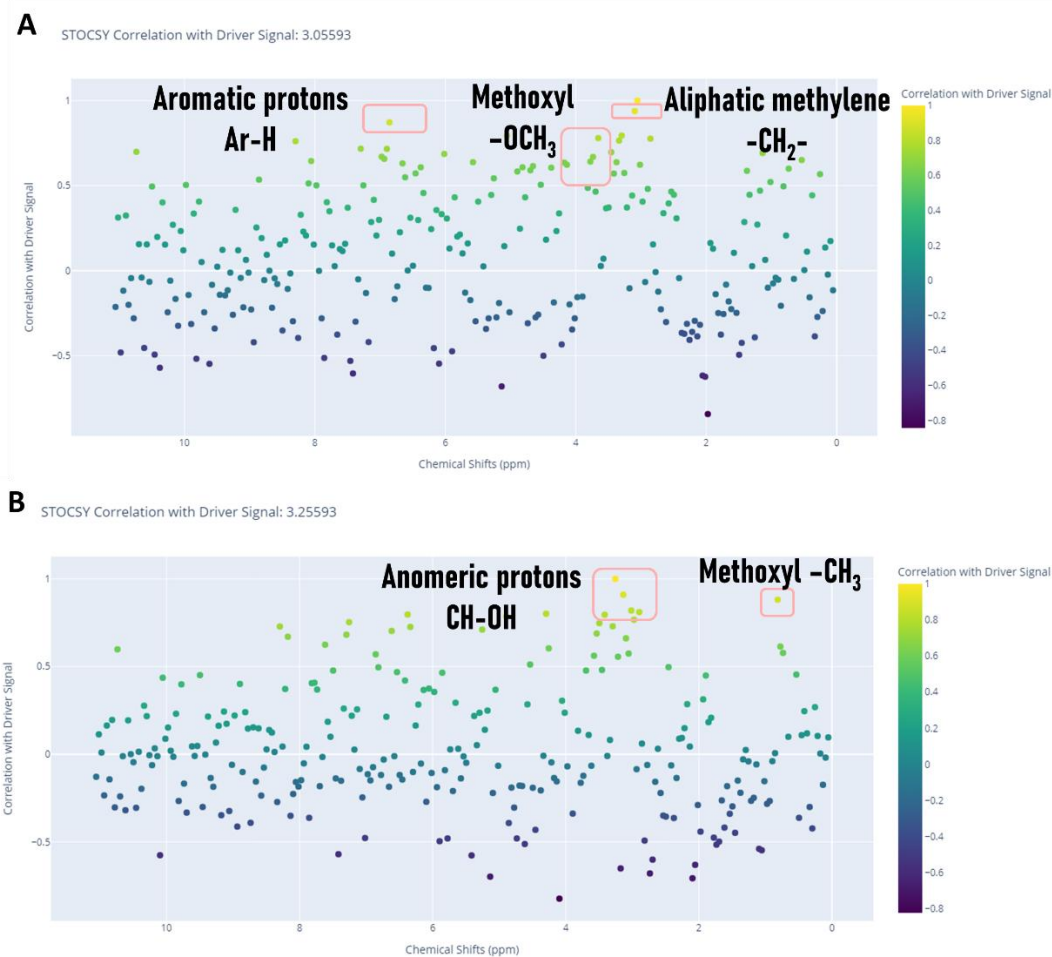 A
STOCSY Correlation with Driver Signal: 3.05593
Aromatic protons
Ar-H
Methoxyl
-OCH₃
Aliphatic methylene
-CH₂-
Correlation with Driver Signal
1
0.8
0.6
0.4
0.2
0
−0.2
−0.4
−0.6
−0.8
Correlation with Driver Signal
1
0.5
0
−0.5
10
8
6
4
2
0
Chemical Shifts (ppm)
B
STOCSY Correlation with Driver Signal: 3.25593
Anomeric protons
CH-OH
Methoxyl -CH₃
Correlation with Driver Signal
1
0.8
0.6
0.4
0.2
0
−0.2
−0.4
−0.6
−0.8
Correlation with Driver Signal
1
0.5
0
−0.5
10
8
6
4
2
0
Chemical Shifts (ppm)